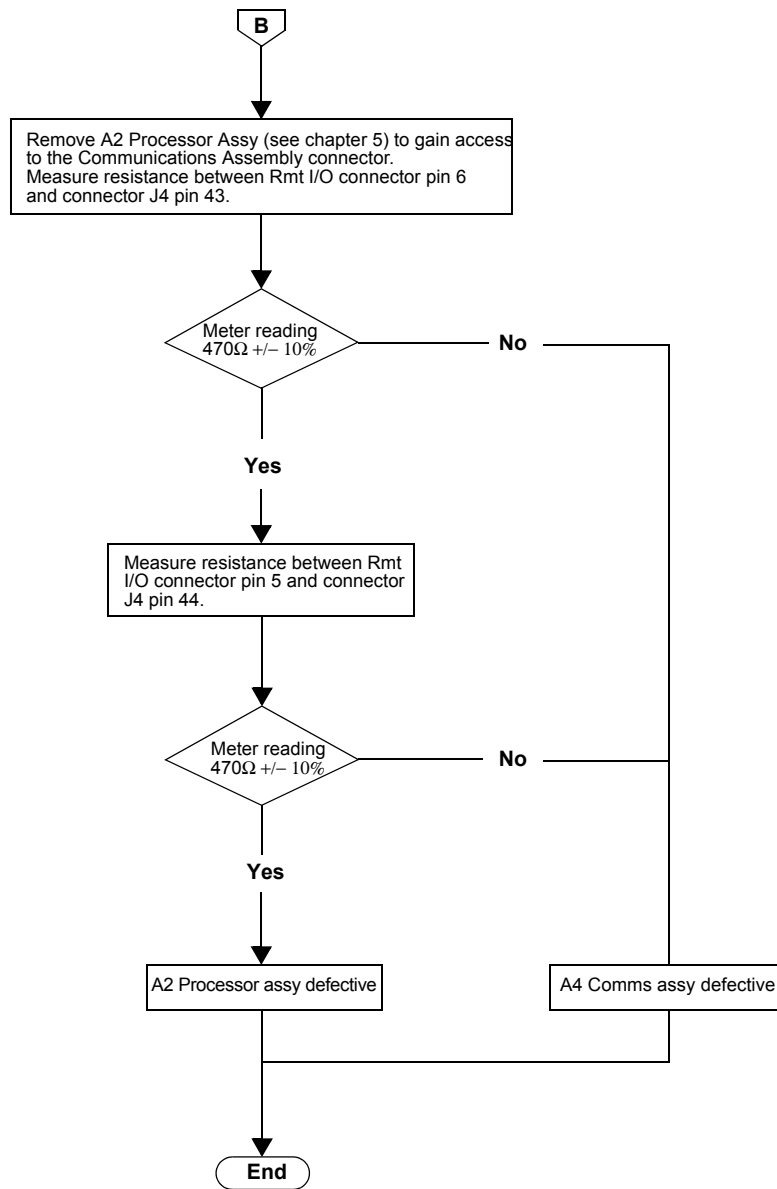 B
Remove A2 Processor Assy (see chapter 5) to gain access
to the Communications Assembly connector.
Measure resistance between Rmt I/O connector pin 6
and connector J4 pin 43.
Meter reading
470Ω +/− 10%
No
Yes
Measure resistance between Rmt
I/O connector pin 5 and connector
J4 pin 44.
Meter reading
470Ω +/− 10%
No
Yes
A2 Processor assy defective
A4 Comms assy defective
End